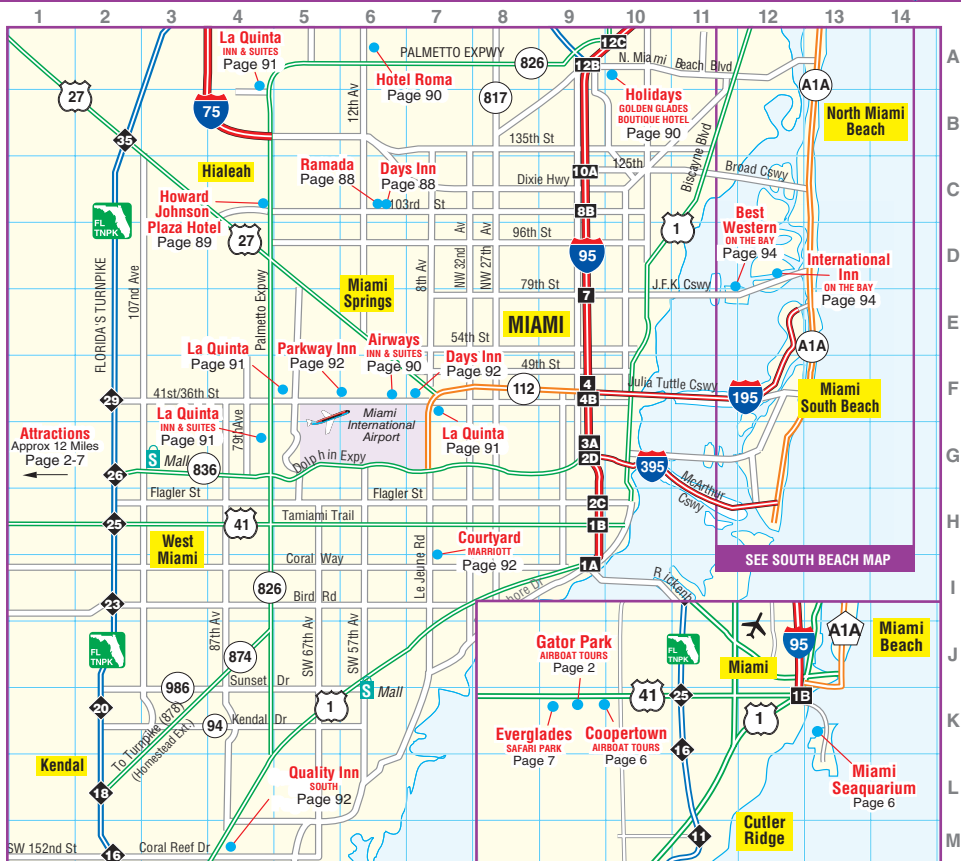 1 2 3 4 5 6 7 8 9 10 11 12 13 14
A
B
C
D
E
F
G
H
I
J
K
L
M
La Quinta
INN & SUITES
Page 91
Hotel Roma
Page 90
PALMETTO EXPWY
826
12C
12B
N. Miami Beach Blvd
A1A
27
75
12th Av
817
Holidays
GOLDEN GLADES
BOUTIQUE HOTEL
Page 90
Biscayne Blvd
North Miami
Beach
35
135th St
Hialeah
Ramada
Page 88
Days Inn
Page 88
125th
10A
Broad Cswy
Dixie Hwy
103rd St
8B
FL
TNPK
Howard
Johnson
Plaza Hotel
Page 89
27
96th St
1
Best
Western
ON THE BAY
Page 94
International
Inn
ON THE BAY
Page 94
95
FLORIDA'S TURNPIKE
107nd Ave
Palmetto Expwy
Miami
Springs
8th Av
NW 32nd Av
NW 27th Av
79th St
7
J.F.K. Cswy
MIAMI
54th St
A1A
La Quinta
Page 91
Parkway Inn
Page 92
Airways
INN & SUITES
Page 90
Days Inn
Page 92
49th St
29
41st/36th St
112
4
4B
Julia Tuttle Cswy
195
Miami
South Beach
La Quinta
INN & SUITES
Page 91
79th Ave
Miami
International
Airport
La Quinta
Page 91
Attractions
Approx 12 Miles
Page 2-7
S Mall
836
26
Dolphin Expy
3A
2D
395
McArthur
Cswy
Flagler St
Flagler St
2C
25
41
Tamiami Trail
1B
West
Miami
Coral Way
Le Jeune Rd
Courtyard
MARRIOTT
Page 92
1A
SEE SOUTH BEACH MAP
826
Bird Rd
hore Dr
Rickenb
23
FL
TNPK
87th Av
874
SW 67th Av
SW 57th Av
Sunset Dr
986
S Mall
1
20
94
Kendal Dr
To Turnpike (878)
(Homestead Ext.)
Kendal
18
Quality Inn
SOUTH
Page 92
SW 152nd St
16
Coral Reef Dr
Gator Park
AIRBOAT TOURS
Page 2
FL
TNPK
Miami
95
A1A
Miami
Beach
41
25
1B
1
Everglades
SAFARI PARK
Page 7
Coopertown
AIRBOAT TOURS
Page 6
16
Miami
Seaquarium
Page 6
11
Cutler
Ridge